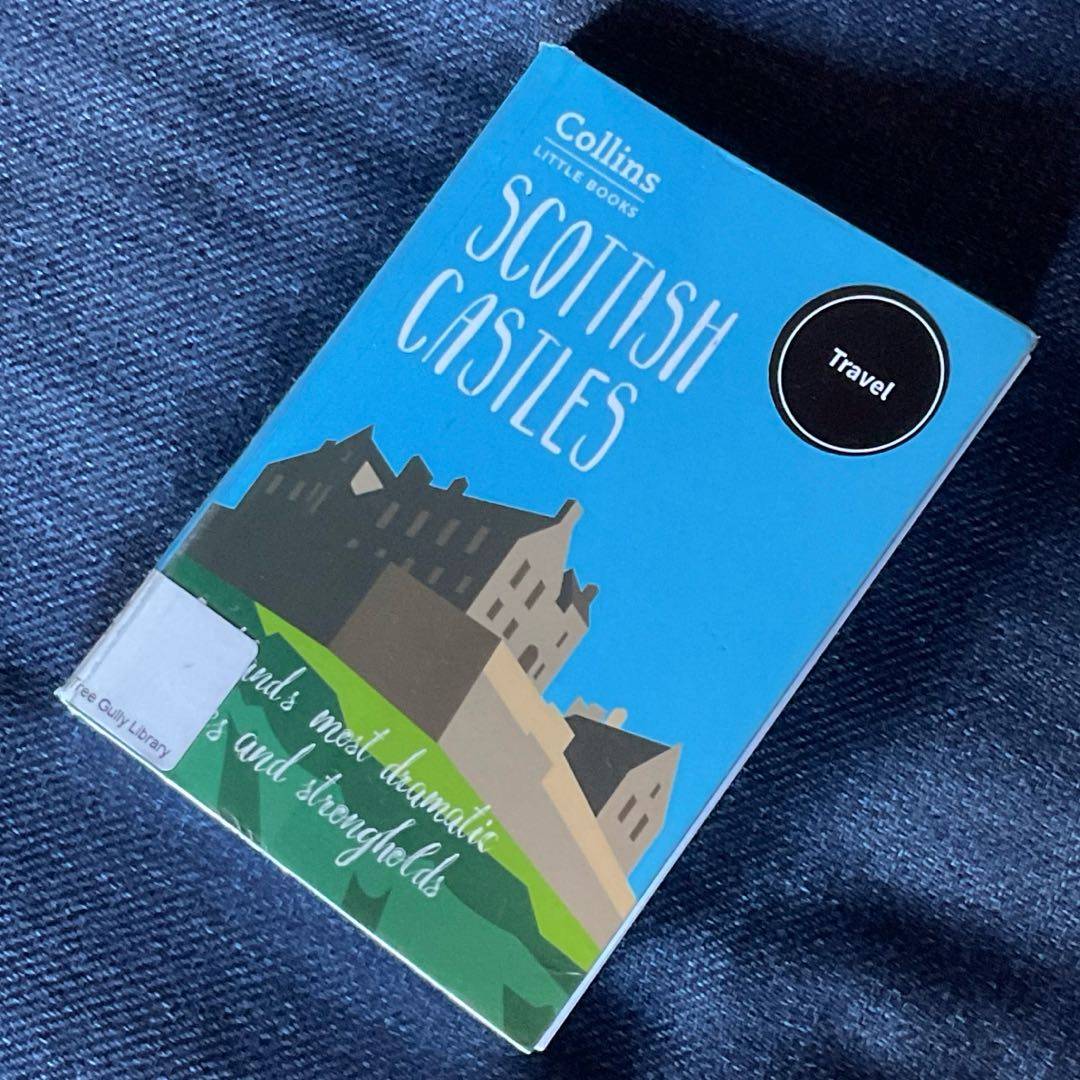 Collins
LITTLE BOOKS
SCOTTISH
CASTLES
Travel
most dramatic
and strongholds
Tree Gully Library